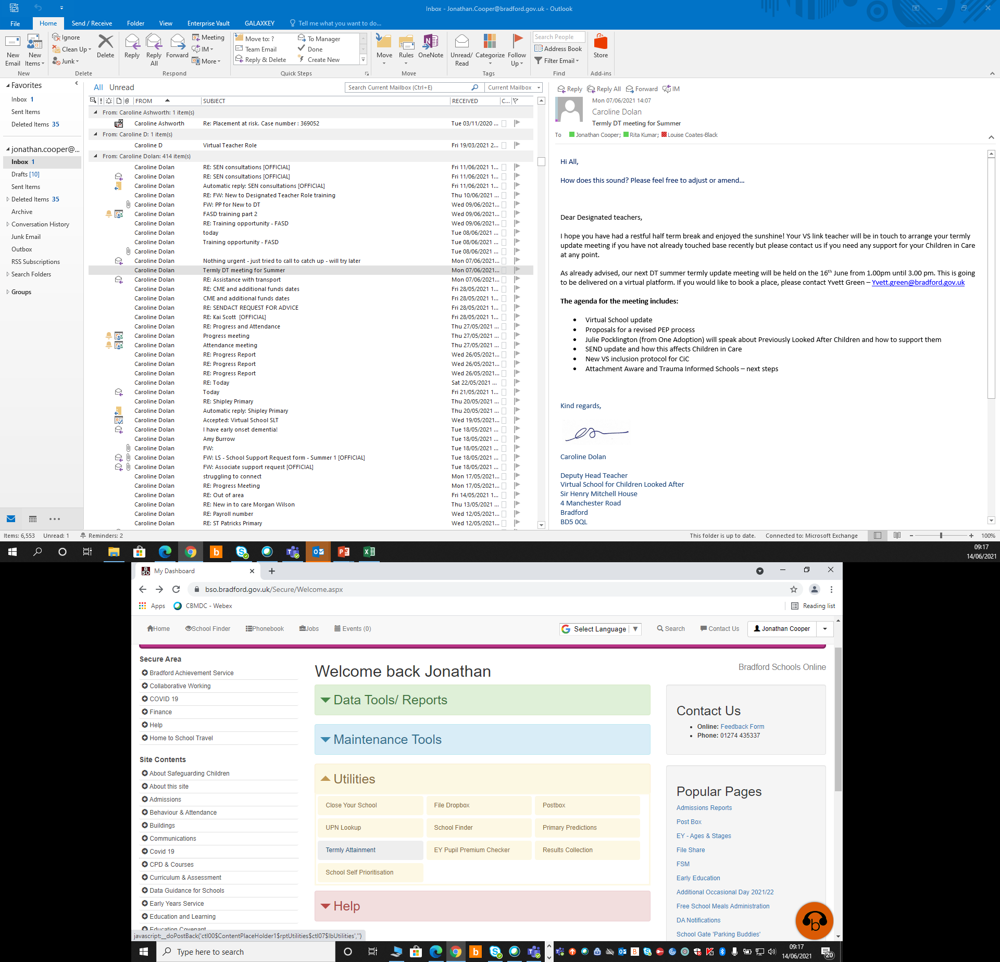 Inbox - Jonathan.Cooper@bradford.gov.uk - Outlook
File Home Send / Receive Folder View Enterprise Vault GALAXKEY Tell me what you want to do...
New Email New Items Ignore Clean Up Junk Delete Reply Reply All Forward Meeting IM More Move to: ? Team Email Reply & Delete To Manager Done Create New Move Rules OneNote Unread/ Read Categorize Follow Up Search People Address Book Filter Email Store
New Delete Respond Quick Steps Move Tags Find Add-ins
Favorites
Inbox 1
Sent Items
Deleted Items 35
jonathan.cooper@...
Inbox 1
Drafts [10]
Sent Items
Deleted Items 35
Archive
Conversation History
Junk Email
Outbox
RSS Subscriptions
Search Folders
Groups
All Unread Search Current Mailbox (Ctrl+E) Current Mailbox
! FROM SUBJECT RECEIVED C...
From: Caroline Ashworth: 1 item(s)
Caroline Ashworth Re: Placement at risk. Case number : 369052 Tue 03/11/2020 ...
From: Caroline D: 1 item(s)
Caroline D Virtual Teacher Role Fri 19/03/2021 2...
From: Caroline Dolan: 414 item(s)
Caroline Dolan RE: SEN consultations [OFFICIAL] Fri 11/06/2021 1...
Caroline Dolan RE: SEN consultations [OFFICIAL] Fri 11/06/2021 1...
Caroline Dolan Automatic reply: SEN consultations [OFFICIAL] Fri 11/06/2021 1...
Caroline Dolan RE: FW: New to Designated Teacher Role training Thu 10/06/2021 ...
Caroline Dolan FW: PP for New to DT Wed 09/06/2021...
Caroline Dolan FASD training part 2 Wed 09/06/2021...
Caroline Dolan RE: Training opportunity - FASD Wed 09/06/2021...
Caroline Dolan today Tue 08/06/2021 ...
Caroline Dolan Training opportunity - FASD Tue 08/06/2021 ...
Caroline Dolan Tue 08/06/2021 ...
Caroline Dolan Nothing urgent - just tried to call to catch up - will try later Mon 07/06/2021...
Caroline Dolan Termly DT meeting for Summer Mon 07/06/2021...
Caroline Dolan RE: Assistance with transport Mon 07/06/2021...
Caroline Dolan RE: CME and additional funds dates Fri 28/05/2021 1...
Caroline Dolan CME and additional funds dates Fri 28/05/2021 1...
Caroline Dolan RE: SENDACT REQUEST FOR ADVICE Fri 28/05/2021 1...
Caroline Dolan RE: Kai Scott [OFFICIAL] Fri 28/05/2021 1...
Caroline Dolan RE: Progress and Attendance Thu 27/05/2021 ...
Caroline Dolan Progress meeting Thu 27/05/2021 ...
Caroline Dolan Attendance meeting Thu 27/05/2021 ...
Caroline Dolan RE: Progress Report Wed 26/05/2021...
Caroline Dolan RE: Progress Report Wed 26/05/2021...
Caroline Dolan RE: Progress Report Wed 26/05/2021...
Caroline Dolan RE: Today Sat 22/05/2021 ...
Caroline Dolan Today Fri 21/05/2021 1...
Caroline Dolan RE: Shipley Primary Thu 20/05/2021 ...
Caroline Dolan Automatic reply: Shipley Primary Thu 20/05/2021 ...
Caroline Dolan Accepted: Virtual School SLT Wed 19/05/2021...
Caroline Dolan I have early onset dementia! Tue 18/05/2021 ...
Caroline Dolan Amy Burrow Tue 18/05/2021 ...
Caroline Dolan FW: Tue 18/05/2021 ...
Caroline Dolan FW: LS - School Support Request form - Summer 1 [OFFICIAL] Tue 18/05/2021 ...
Caroline Dolan FW: Associate support request [OFFICIAL] Tue 18/05/2021 ...
Caroline Dolan struggling to connect Mon 17/05/2021...
Caroline Dolan RE: Progress Meeting Mon 17/05/2021...
Caroline Dolan RE: Out of area Fri 14/05/2021 1...
Caroline Dolan RE: New in to care Morgan Wilson Thu 13/05/2021 ...
Caroline Dolan RE: Payroll number Wed 12/05/2021...
Caroline Dolan RE: ST Patricks Primary Wed 12/05/2021...
Reply Reply All Forward IM
Mon 07/06/2021 14:07
Caroline Dolan
Termly DT meeting for Summer
To Jonathan Cooper; Rita Kumar; Louise Coates-Black
Hi All,
How does this sound? Please feel free to adjust or amend...
Dear Designated teachers,
I hope you have had a restful half term break and enjoyed the sunshine! Your VS link teacher will be in touch to arrange your termly
update meeting if you have not already touched base recently but please contact us if you need any support for your Children in Care
at any point.
As already advised, our next DT summer termly update meeting will be held on the 16th June from 1.00pm until 3.00 pm. This is going
to be delivered on a virtual platform. If you would like to book a place, please contact Yvett Green – Yvett.green@bradford.gov.uk
The agenda for the meeting includes:
• Virtual School update
• Proposals for a revised PEP process
• Julie Pocklington (from One Adoption) will speak about Previously Looked After Children and how to support them
• SEND update and how this affects Children in Care
• New VS inclusion protocol for CiC
• Attachment Aware and Trauma Informed Schools – next steps
Kind regards,
Caroline Dolan
Deputy Head Teacher
Virtual School for Children Looked After
Sir Henry Mitchell House
4 Manchester Road
Bradford
BD5 0QL
Items: 6,553 Unread: 1 Reminders: 2 This folder is up to date. Connected to: Microsoft Exchange 100%
09:17
14/06/2021
My Dashboard
bso.bradford.gov.uk/Secure/Welcome.aspx
Apps CBMDC - Webex Reading list
Home School Finder Phonebook Jobs Events (0) Select Language Search Contact Us Jonathan Cooper
Secure Area
Bradford Achievement Service
Collaborative Working
COVID 19
Finance
Help
Home to School Travel
Site Contents
About Safeguarding Children
About this site
Admissions
Behaviour & Attendance
Buildings
Communications
Covid 19
CPD & Courses
Curriculum & Assessment
Data Guidance for Schools
Early Years Service
Education and Learning
Education Covenant
Welcome back Jonathan
Data Tools/ Reports
Maintenance Tools
Utilities
Close Your School File Dropbox Postbox
UPN Lookup School Finder Primary Predictions
Termly Attainment EY Pupil Premium Checker Results Collection
School Self Prioritisation
Help
Bradford Schools Online
Contact Us
• Online: Feedback Form
• Phone: 01274 435337
Popular Pages
Admissions Reports
Post Box
EY - Ages & Stages
File Share
FSM
Early Education
Additional Occasional Day 2021/22
Free School Meals Administration
DA Notifications
School Gate 'Parking Buddies'
javascript:__doPostBack('ctl00$ContentPlaceHolder1$rptUtilities$ctl07$lbUtilities','')
Type here to search
09:17
14/06/2021
20